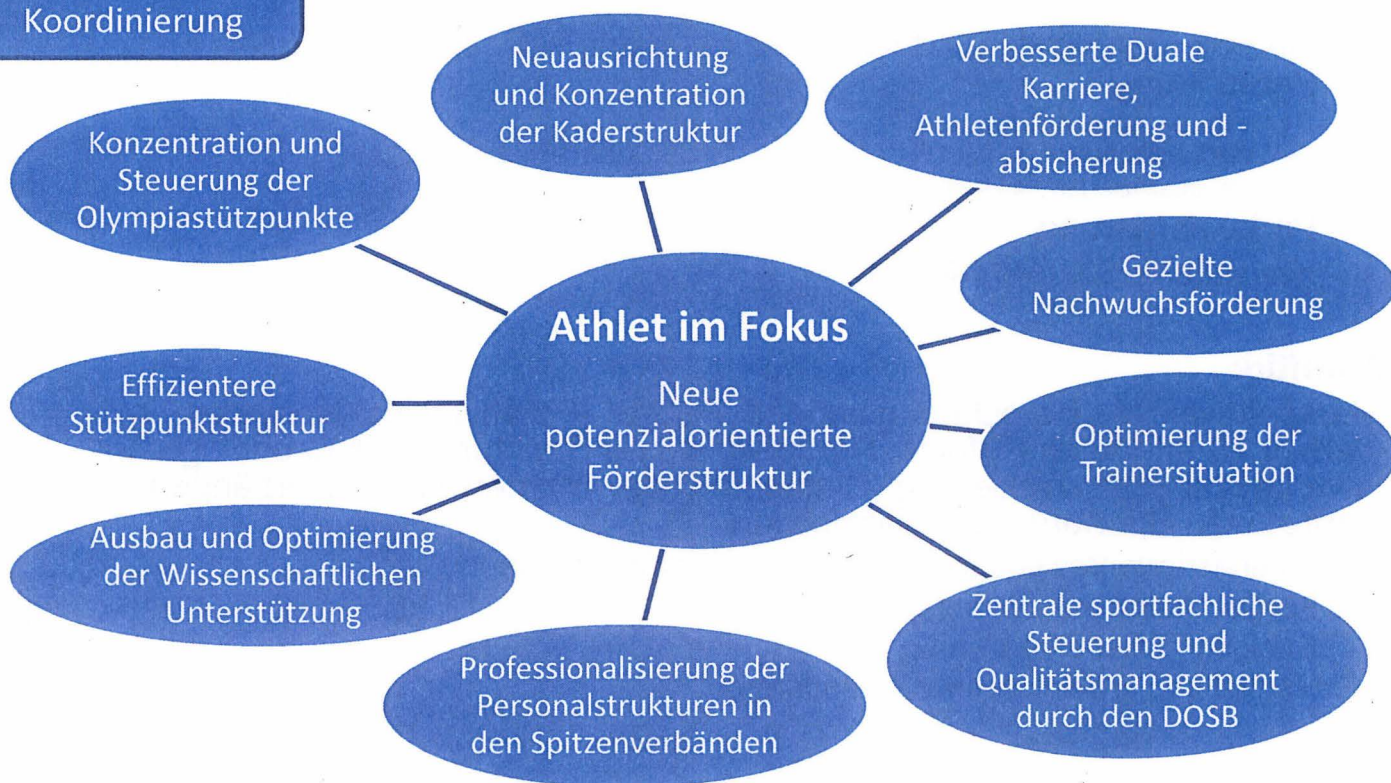 Koordinierung
Neuausrichtung
und Konzentration
der Kaderstruktur
Verbesserte Duale
Karriere,
Athletenförderung und -
absicherung
Konzentration und
Steuerung der
Olympiastützpunkte
Gezielte
Nachwuchsförderung
Athlet im Fokus
Neue
potenzialorientierte
Förderstruktur
Effizientere
Stützpunktstruktur
Optimierung der
Trainersituation
Ausbau und Optimierung
der Wissenschaftlichen
Unterstützung
Zentrale sportfachliche
Steuerung und
Qualitätsmanagement
durch den DOSB
Professionalisierung der
Personalstrukturen in
den Spitzenverbänden